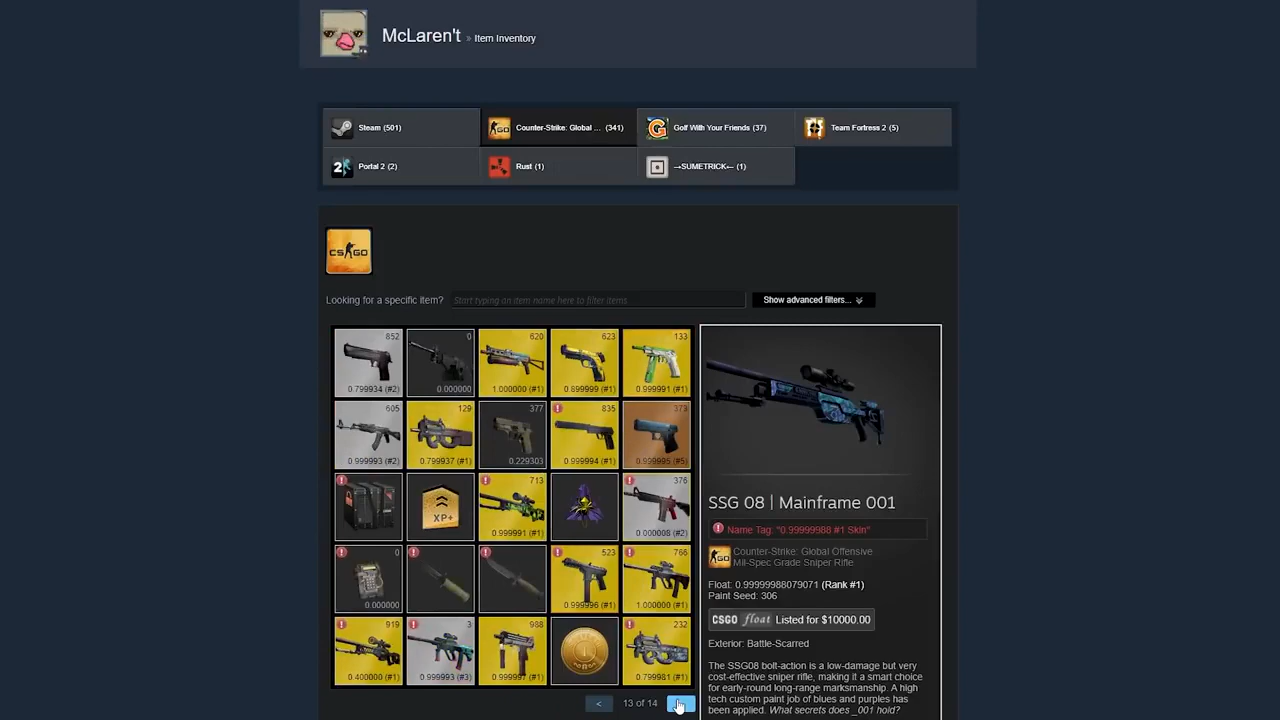 McLaren't » Item Inventory
Steam (501)
Counter-Strike: Global ... (341)
Golf With Your Friends (37)
Team Fortress 2 (5)
Portal 2 (2)
Rust (1)
→SUMETRICK← (1)
CS GO
Looking for a specific item?
Start typing an item name here to filter items
Show advanced filters...
852
0.799934 (#2)
0
0.000000
620
1.000000 (#1)
623
0.899999 (#1)
133
0.999991 (#1)
605
0.999993 (#2)
129
0.799937 (#1)
377
0.229303
835
0.999994 (#1)
373
0.999995 (#5)
XP+
713
0.999991 (#1)
376
0.000008 (#2)
0
0.000000
523
0.999996 (#1)
766
1.000000 (#1)
919
0.400000 (#1)
3
0.999999 (#3)
988
0.999997 (#1)
232
0.799981 (#1)
< 13 of 14
SSG 08 | Mainframe 001
Name Tag: "0.99999988 #1 Skin"
Counter-Strike: Global Offensive
Mil-Spec Grade Sniper Rifle
Float: 0.99999988079071 (Rank #1)
Paint Seed: 306
CSGO float Listed for $10000.00
Exterior: Battle-Scarred
The SSG08 bolt-action is a low-damage but very
cost-effective sniper rifle, making it a smart choice
for early-round long-range marksmanship. A high
tech custom paint job of blues and purples has
been applied. What secrets does _001 hold?